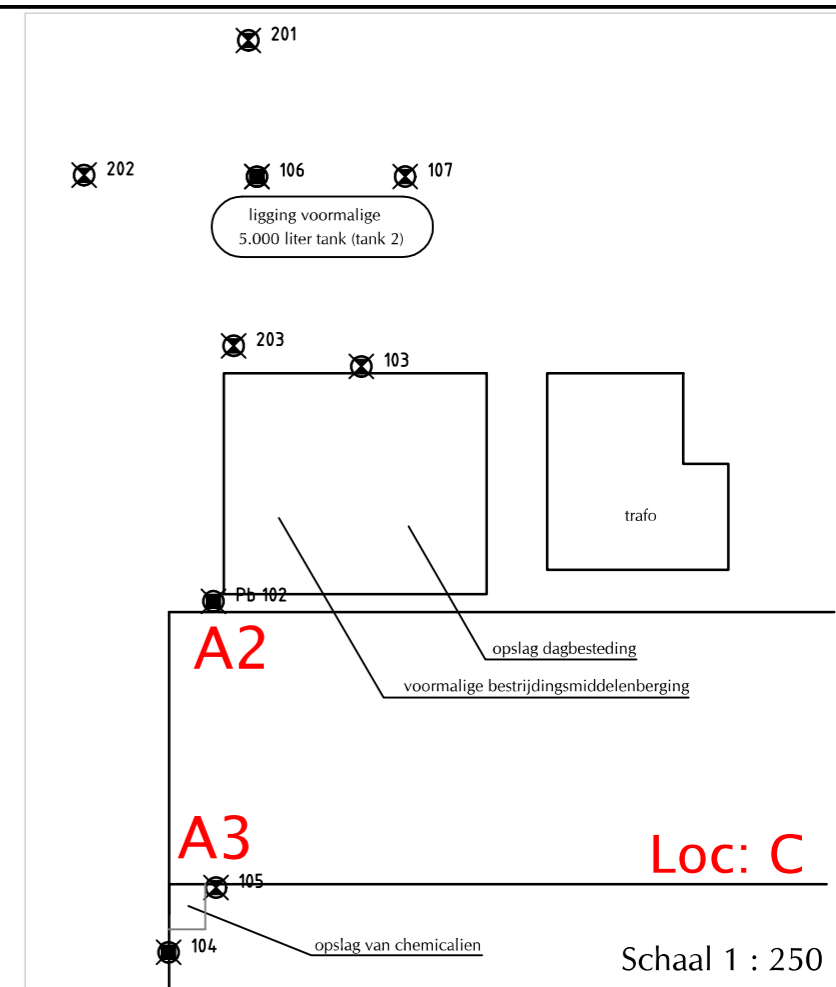 201
202
106
107
ligging voormalige
5.000 liter tank (tank 2)
203
103
trafo
Pb 102
A2
opslag dagbesteding
voormalige bestrijdingsmiddelenberging
A3
Loc: C
105
104
opslag van chemicalien
Schaal 1 : 250